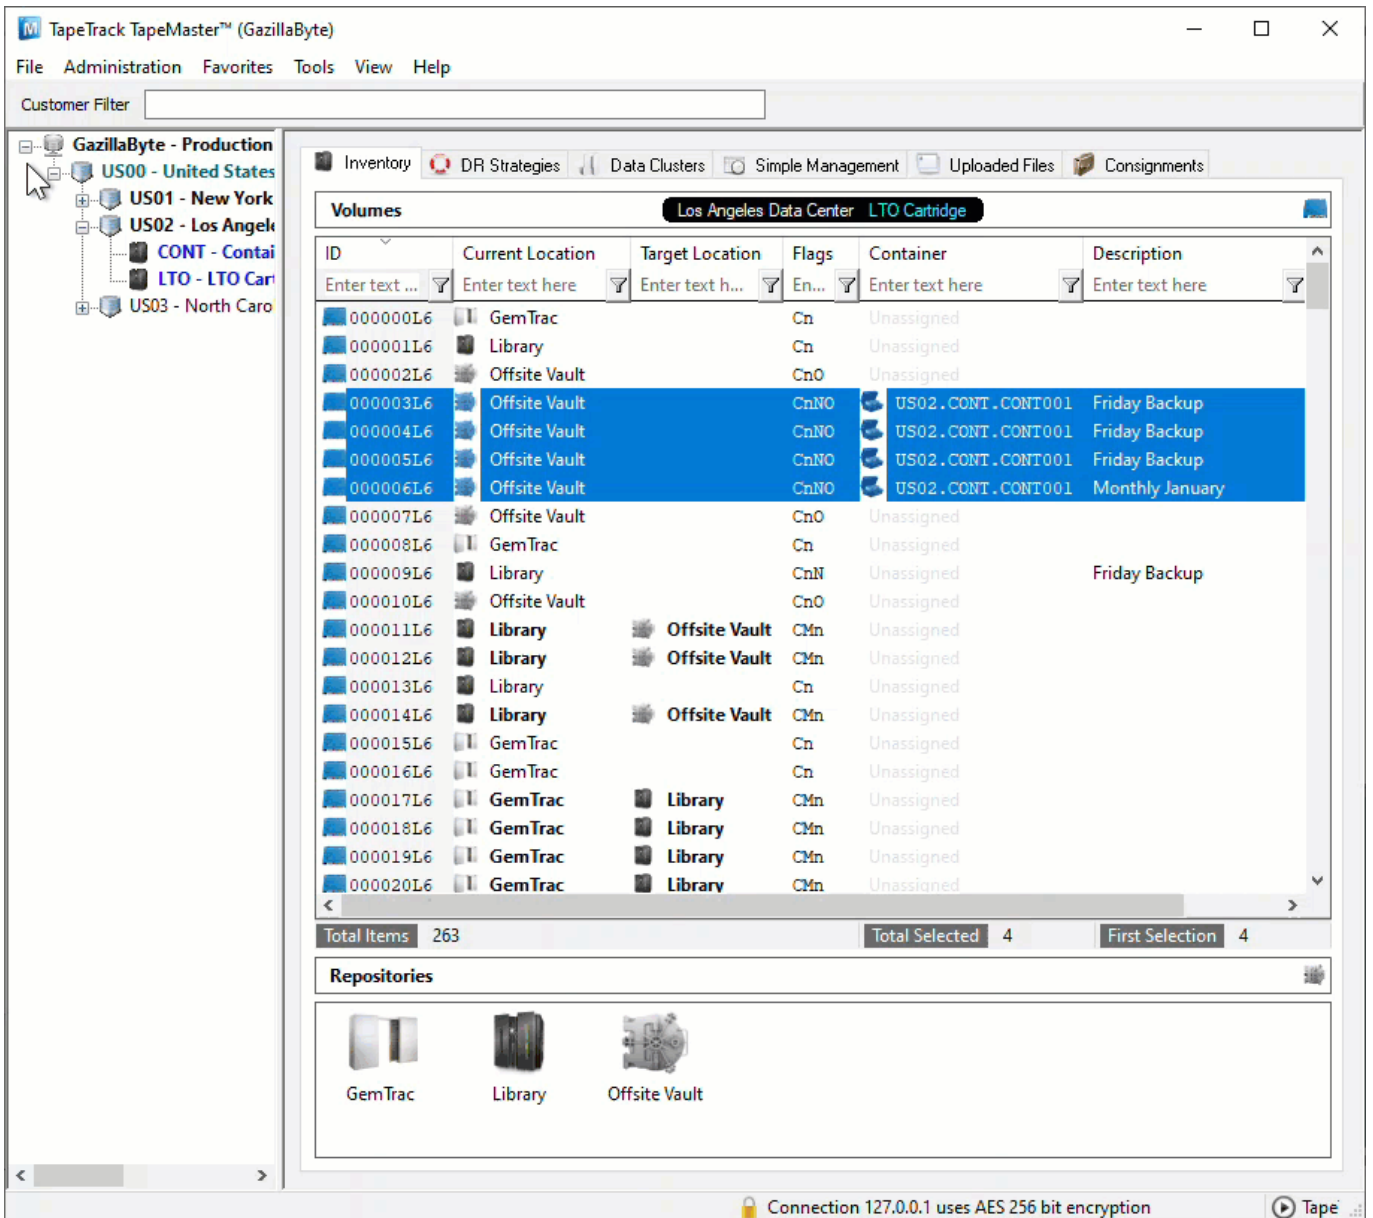 TapeTrack TapeMaster™ (GazillaByte)
File Administration Favorites Tools View Help
Customer Filter
GazillaByte - Production
US00 - United States
US01 - New York
US02 - Los Angele
CONT - Contai
LTO - LTO Cart
US03 - North Caro
Inventory DR Strategies Data Clusters Simple Management Uploaded Files Consignments
Volumes Los Angeles Data Center LTO Cartridge
ID Current Location Target Location Flags Container Description
Enter text ... Enter text here Enter text h... En... Enter text here Enter text here
000000L6 GemTrac Cn Unassigned
000001L6 Library Cn Unassigned
000002L6 Offsite Vault CnO Unassigned
000003L6 Offsite Vault CnNO US02.CONT.CONT001 Friday Backup
000004L6 Offsite Vault CnNO US02.CONT.CONT001 Friday Backup
000005L6 Offsite Vault CnNO US02.CONT.CONT001 Friday Backup
000006L6 Offsite Vault CnNO US02.CONT.CONT001 Monthly January
000007L6 Offsite Vault CnO Unassigned
000008L6 GemTrac Cn Unassigned
000009L6 Library CnN Unassigned Friday Backup
000010L6 Offsite Vault CnO Unassigned
000011L6 Library Offsite Vault CMn Unassigned
000012L6 Library Offsite Vault CMn Unassigned
000013L6 Library Cn Unassigned
000014L6 Library Offsite Vault CMn Unassigned
000015L6 GemTrac Cn Unassigned
000016L6 GemTrac Cn Unassigned
000017L6 GemTrac Library CMn Unassigned
000018L6 GemTrac Library CMn Unassigned
000019L6 GemTrac Library CMn Unassigned
000020L6 GemTrac Library CMn Unassigned
Total Items 263 Total Selected 4 First Selection 4
Repositories
GemTrac Library Offsite Vault
Connection 127.0.0.1 uses AES 256 bit encryption Tape